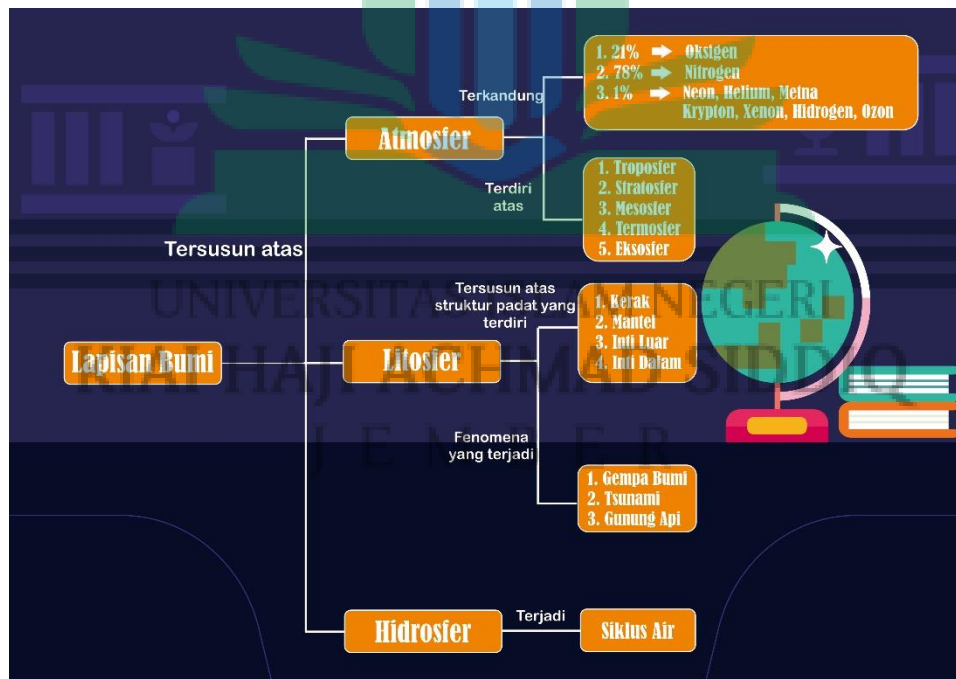 1. 21% ➡ Oksigen
2. 78% ➡ Nitrogen
3. 1% ➡ Neon, Helium, Metna
Krypton, Xenon, Hidrogen, Ozon
Terkandung
Atmosfer
Terdiri
atas
1. Troposfer
2. Stratosfer
3. Mesosfer
4. Termosfer
5. Eksosfer
Tersusun atas
Tersusun atas
struktur padat yang
terdiri
1. Kerak
2. Mantel
3. Inti Luar
4. Inti Dalam
Lapisan Bumi
Litosfer
Fenomena
yang terjadi
1. Gempa Bumi
2. Tsunami
3. Gunung Api
Hidrosfer
Terjadi
Siklus Air
UNIVERSITAS ISLAM NEGERI
KIAI HAJI ACHMAD SIDDIQ
JEMBER